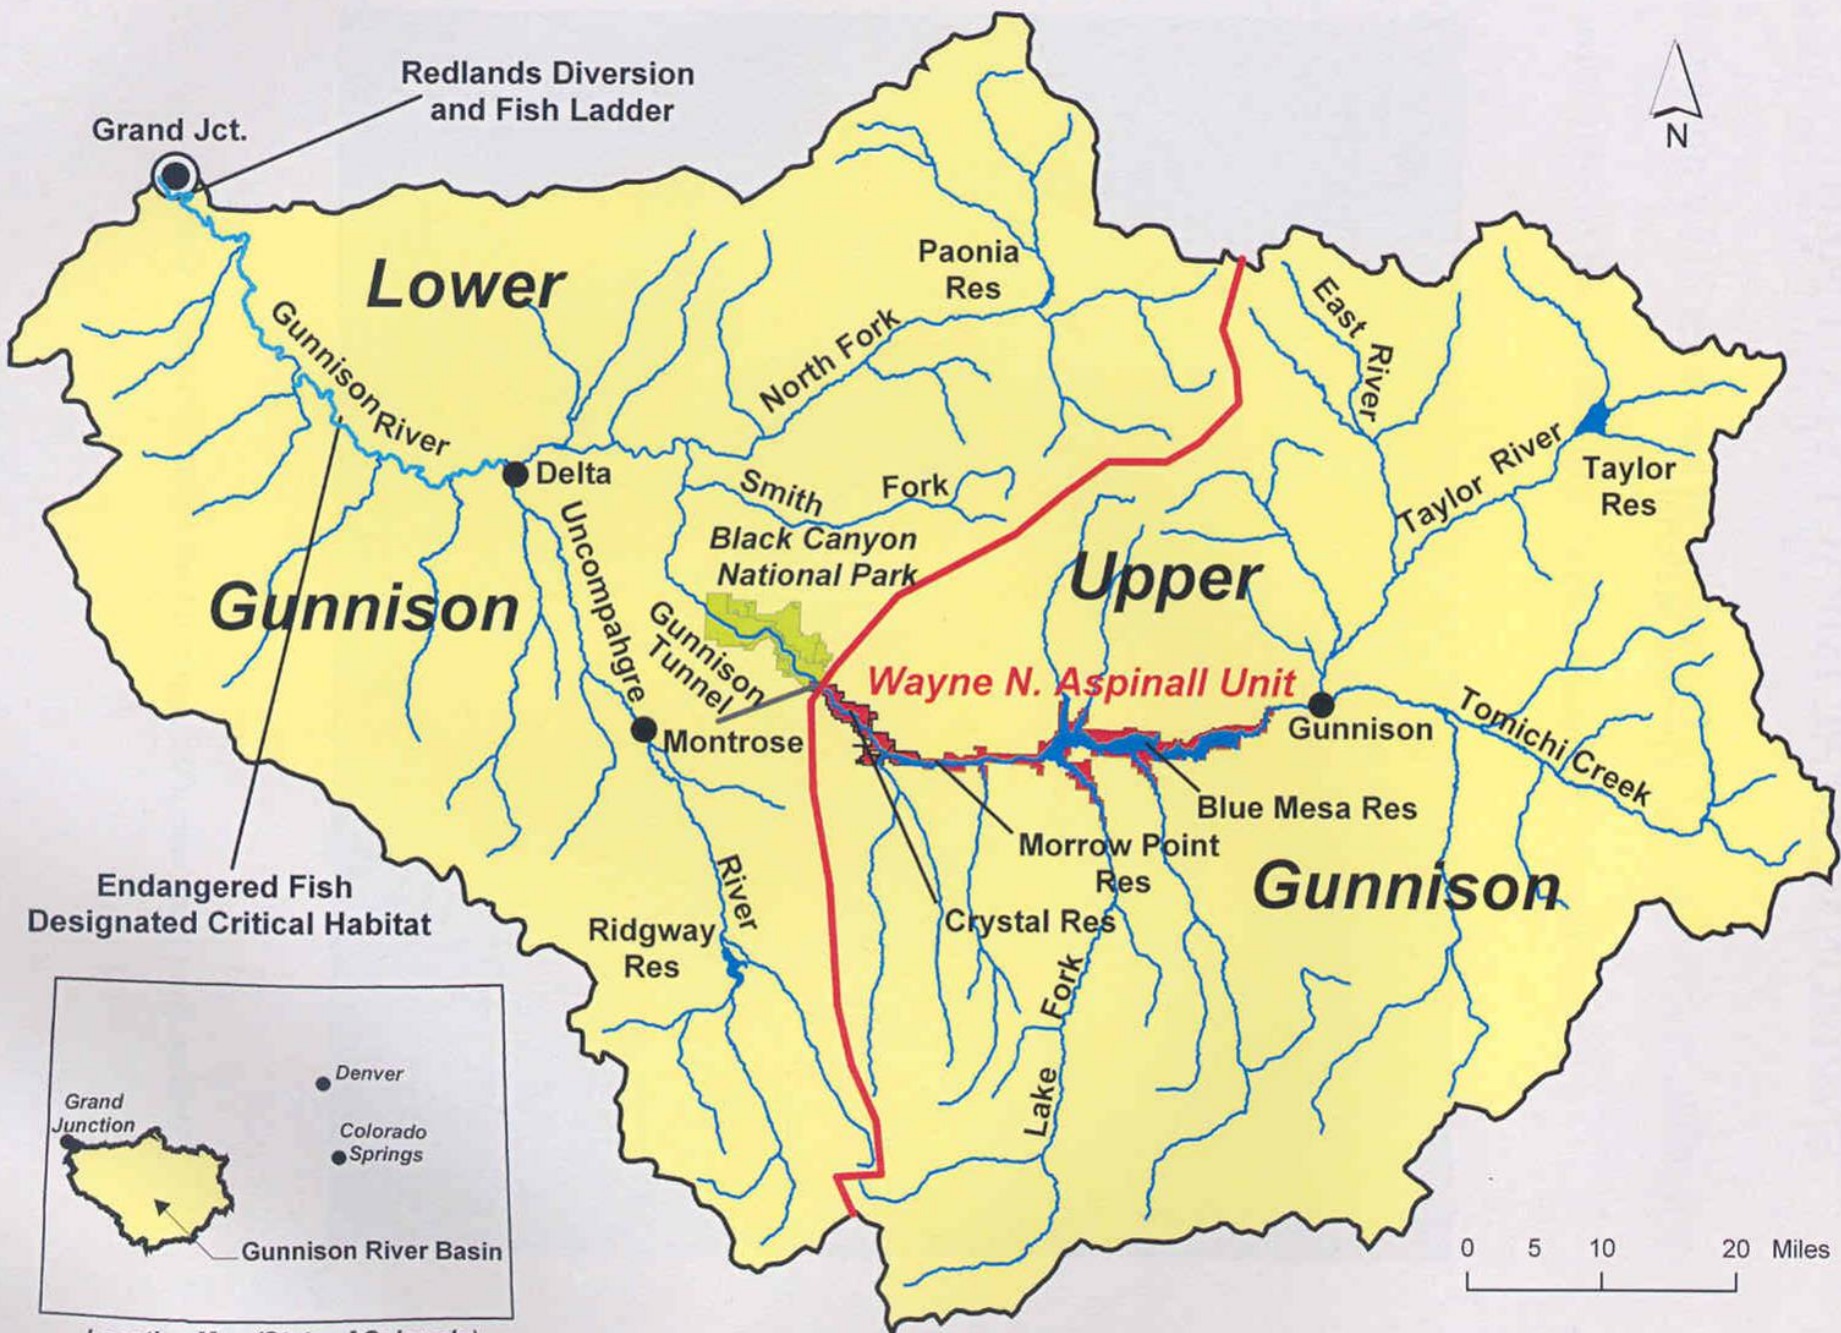 Redlands Diversion
and Fish Ladder
Grand Jct.
N
Lower
Paonia
Res
East River
Gunnison River
North Fork
Taylor River
Taylor
Res
Delta
Smith Fork
Uncompahgre
Black Canyon
National Park
Upper
Gunnison
Gunnison
Tunnel
Wayne N. Aspinall Unit
Gunnison
Tomichi Creek
Montrose
Blue Mesa Res
Morrow Point
Res
Gunnison
Crystal Res
River
Endangered Fish
Designated Critical Habitat
Ridgway
Res
Lake Fork
Denver
Grand
Junction
Colorado
Springs
Gunnison River Basin
0 5 10 20 Miles